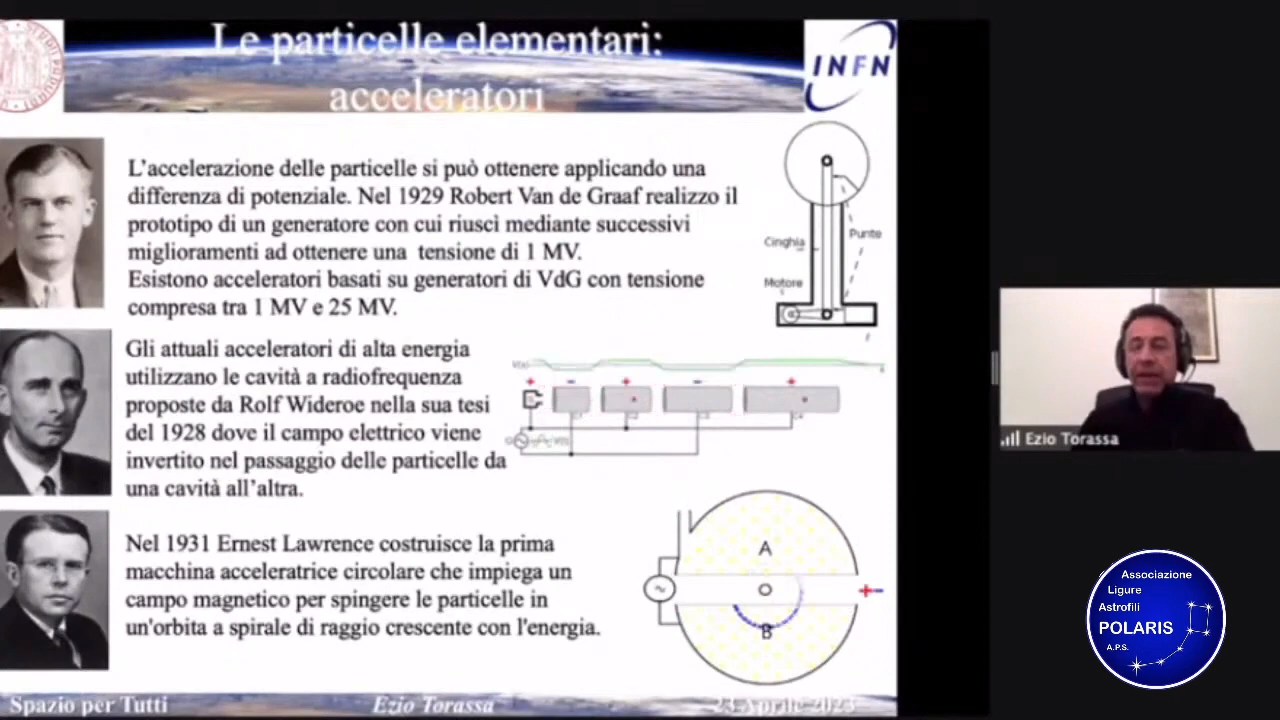 Le particelle elementari:
acceleratori
INFN
L'accelerazione delle particelle si può ottenere applicando una
differenza di potenziale. Nel 1929 Robert Van de Graaf realizzo il
prototipo di un generatore con cui riuscì mediante successivi
miglioramenti ad ottenere una tensione di 1 MV.
Esistono acceleratori basati su generatori di VdG con tensione
compresa tra 1 MV e 25 MV.
Cinghia
Punte
Motore
Gli attuali acceleratori di alta energia
utilizzano le cavità a radiofrequenza
proposte da Rolf Wideroe nella sua tesi
del 1928 dove il campo elettrico viene
invertito nel passaggio delle particelle da
una cavità all'altra.
Nel 1931 Ernest Lawrence costruisce la prima
macchina acceleratrice circolare che impiega un
campo magnetico per spingere le particelle in
un'orbita a spirale di raggio crescente con l'energia.
A
B
Spazio per Tutti
Ezio Torassa
23 Aprile 2023
Ezio Torassa
Associazione
Ligure
Astrofili
POLARIS
A.P.S.